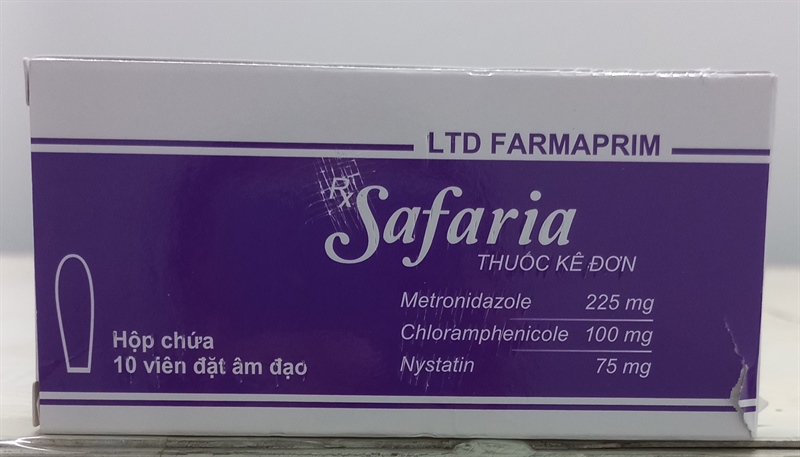 LTD FARMAPRIM
Rx Safaria
THUỐC KÊ ĐƠN
Metronidazole 225 mg
Chloramphenicole 100 mg
Nystatin 75 mg
Hộp chứa
10 viên đặt âm đạo